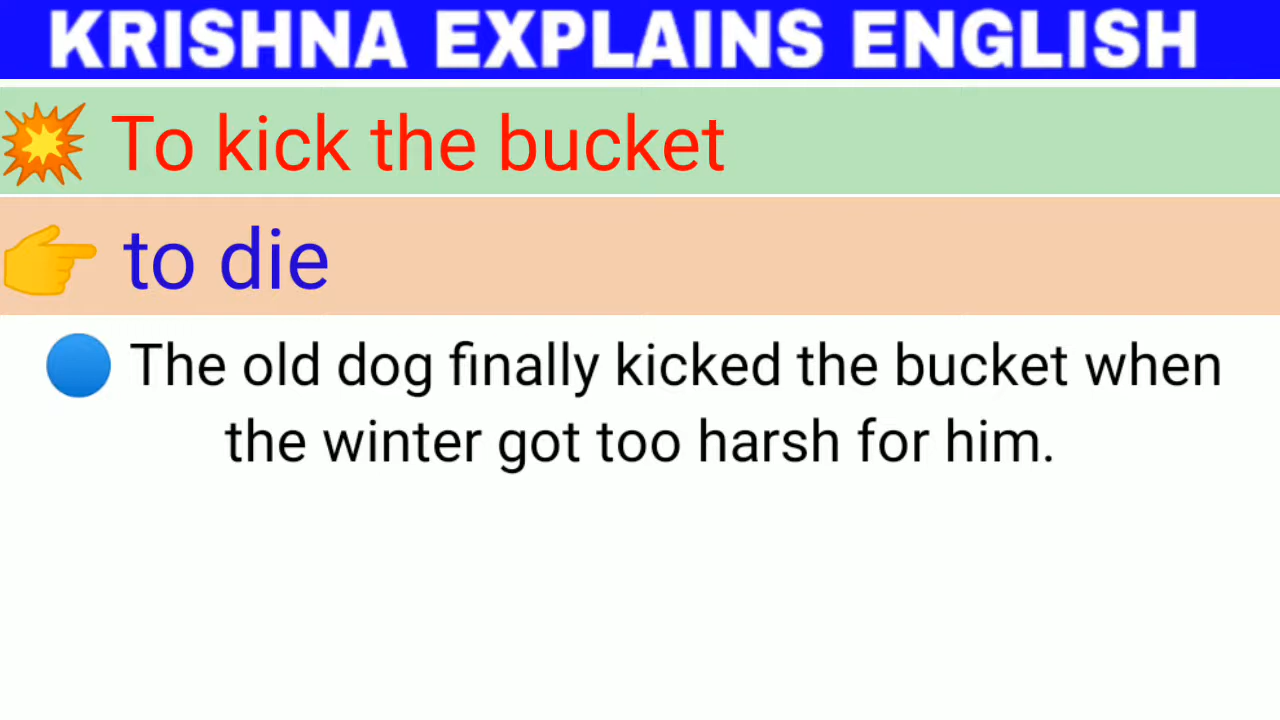 KRISHNA EXPLAINS ENGLISH
💥 To kick the bucket
👉 to die
🔵 The old dog finally kicked the bucket when
the winter got too harsh for him.